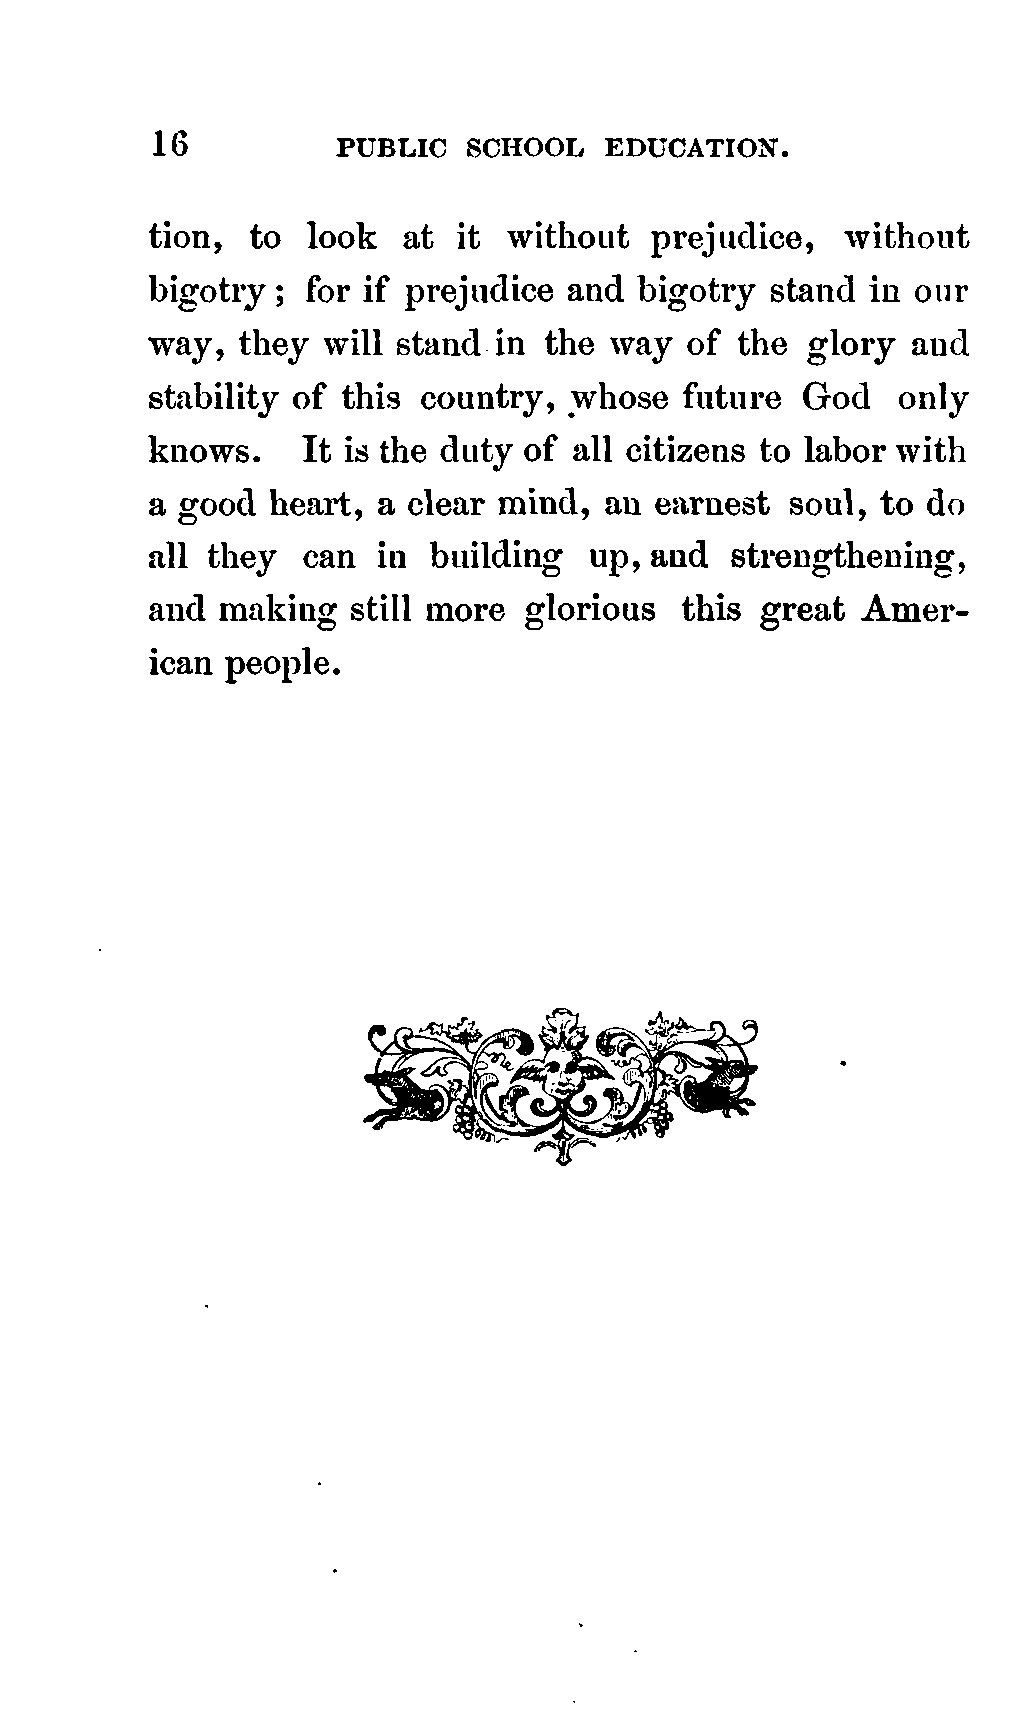 16 PUBLIC SCHOOL EDUCATION.
tion, to look at it without prejudice, without
bigotry ; for if prejudice and bigotry stand in our
way, they will stand in the way of the glory and
stability of this country, whose future God only
knows. It is the duty of all citizens to labor with
a good heart, a clear mind, an earnest soul, to do
all they can in building up, and strengthening,
and making still more glorious this great Amer-
ican people.